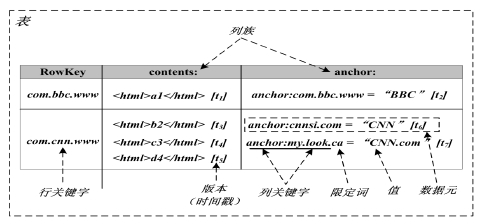 表
列族
RowKey contents: anchor:
com.bbc.www <html>a1</html> [t₁] anchor:com.bbc.www = “BBC” [t₂]
<html>b2</html> [t₃] anchor:cnnsi.com = “CNN” [t₆]
com.cnn.www <html>c3</html> [t₄] anchor:my.look.ca = “CNN.com” [t₇]
<html>d4</html> [t₅]
行关键字 版本 列关键字 限定词 值 数据元
(时间戳)